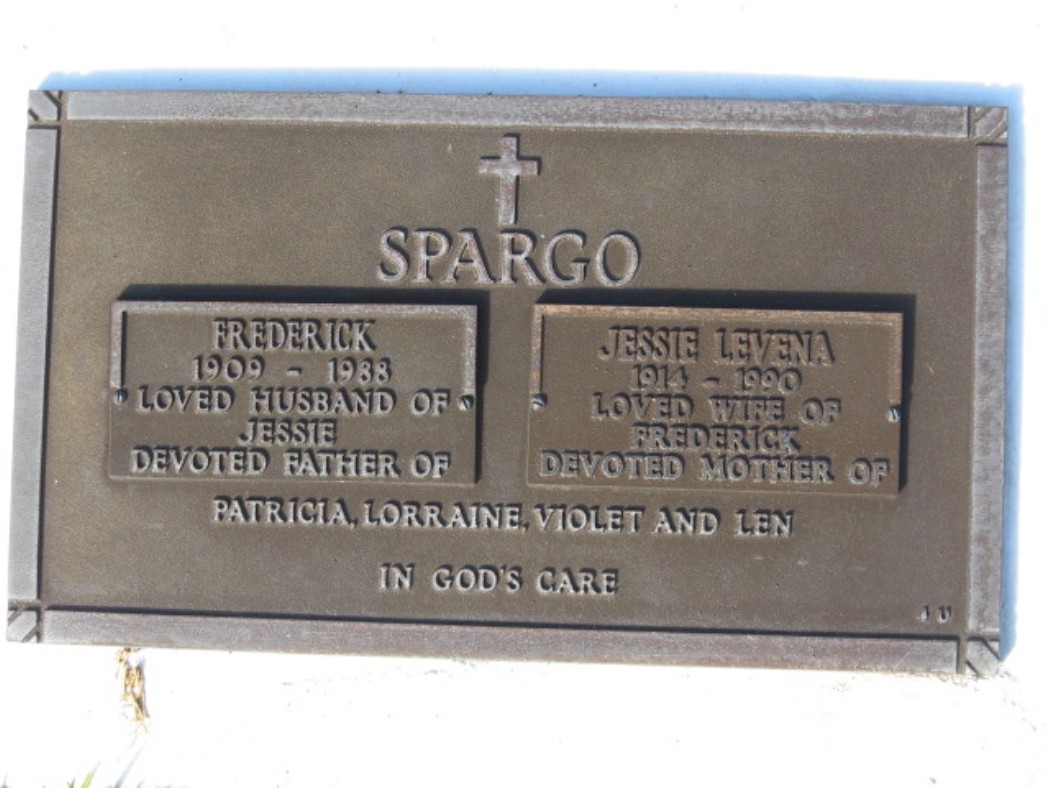 SPARGO
FREDERICK
1909 - 1988
LOVED HUSBAND OF
JESSIE
DEVOTED FATHER OF
JESSIE LEVENA
1914 - 1990
LOVED WIFE OF
FREDERICK
DEVOTED MOTHER OF
PATRICIA, LORRAINE, VIOLET AND LEN
IN GOD'S CARE